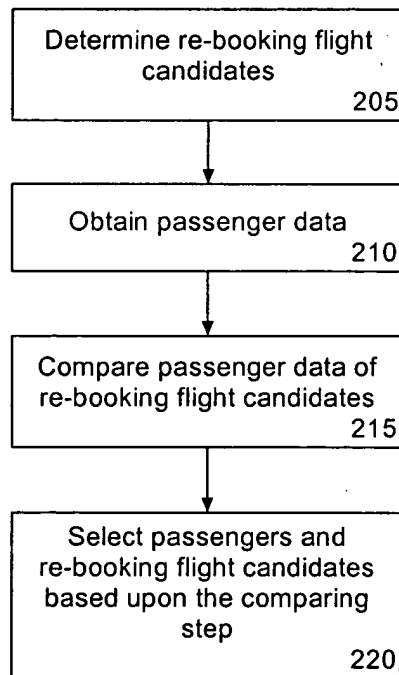 Determine re-booking flight
candidates
205
Obtain passenger data
210
Compare passenger data of
re-booking flight candidates
215
Select passengers and
re-booking flight candidates
based upon the comparing
step
220